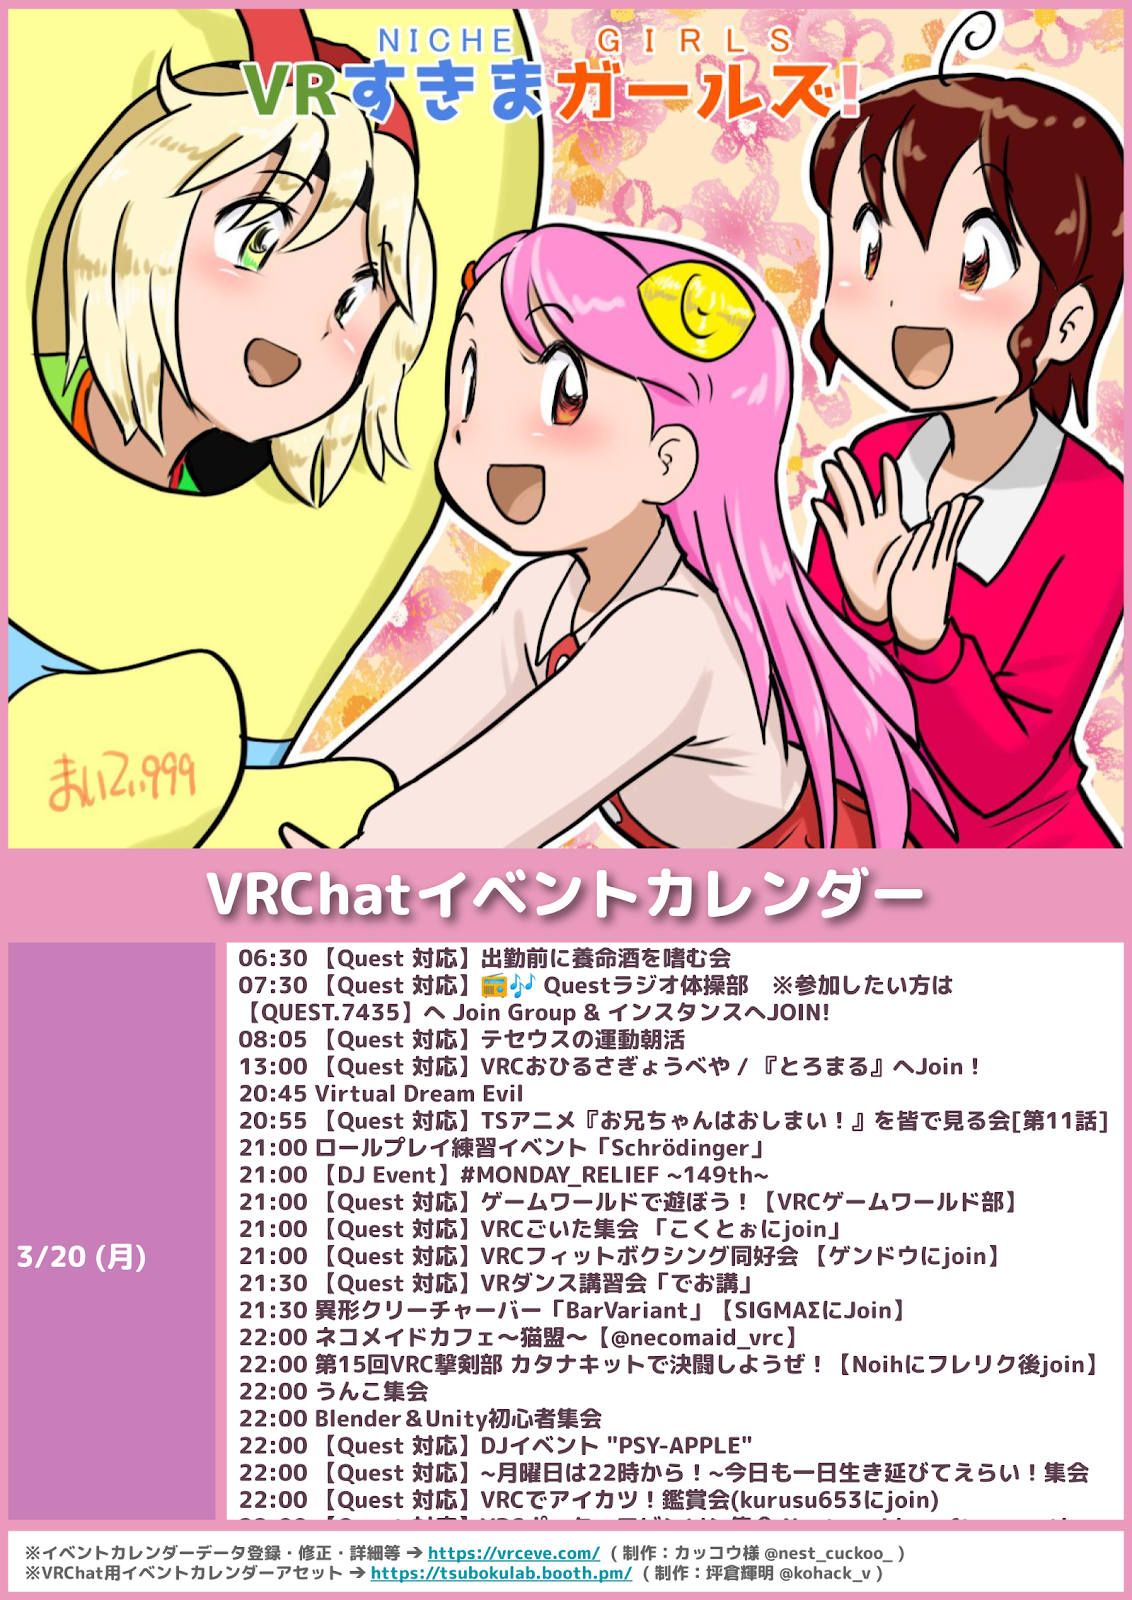 NICHE GIRLS
VRすきまガールズ!
まいてぃ999
VRChatイベントカレンダー
3/20 (月)
06:30 【Quest 対応】出勤前に養命酒を嗜む会
07:30 【Quest 対応】📻🎶 Questラジオ体操部　※参加したい方は
【QUEST.7435】へ Join Group & インスタンスへJOIN!
08:05 【Quest 対応】テセウスの運動朝活
13:00 【Quest 対応】VRCおひるさぎょうべや / 『とろまる』へJoin！
20:45 Virtual Dream Evil
20:55 【Quest 対応】TSアニメ『お兄ちゃんはおしまい！』を皆で見る会[第11話]
21:00 ロールプレイ練習イベント「Schrödinger」
21:00 【DJ Event】#MONDAY_RELIEF ~149th~
21:00 【Quest 対応】ゲームワールドで遊ぼう！【VRCゲームワールド部】
21:00 【Quest 対応】VRCごいた集会 「こくとぉにjoin」
21:00 【Quest 対応】VRCフィットボクシング同好会 【ゲンドウにjoin】
21:30 【Quest 対応】VRダンス講習会「でお講」
21:30 異形クリーチャーバー「BarVariant」【SIGMAΣにJoin】
22:00 ネコメイドカフェ～猫盟～【@necomaid_vrc】
22:00 第15回VRC撃剣部 カタナキットで決闘しようぜ！【Noihにフレリク後join】
22:00 うんこ集会
22:00 Blender＆Unity初心者集会
22:00 【Quest 対応】DJイベント "PSY-APPLE"
22:00 【Quest 対応】~月曜日は22時から！~今日も一日生き延びてえらい！集会
22:00 【Quest 対応】VRCでアイカツ！鑑賞会(kurusu653にjoin)
※イベントカレンダーデータ登録・修正・詳細等 ➔ https://vrceve.com/ （ 制作：カッコウ様 @nest_cuckoo_ ）
※VRChat用イベントカレンダーアセット ➔ https://tsubokulab.booth.pm/ （ 制作：坪倉輝明 @kohack_v ）